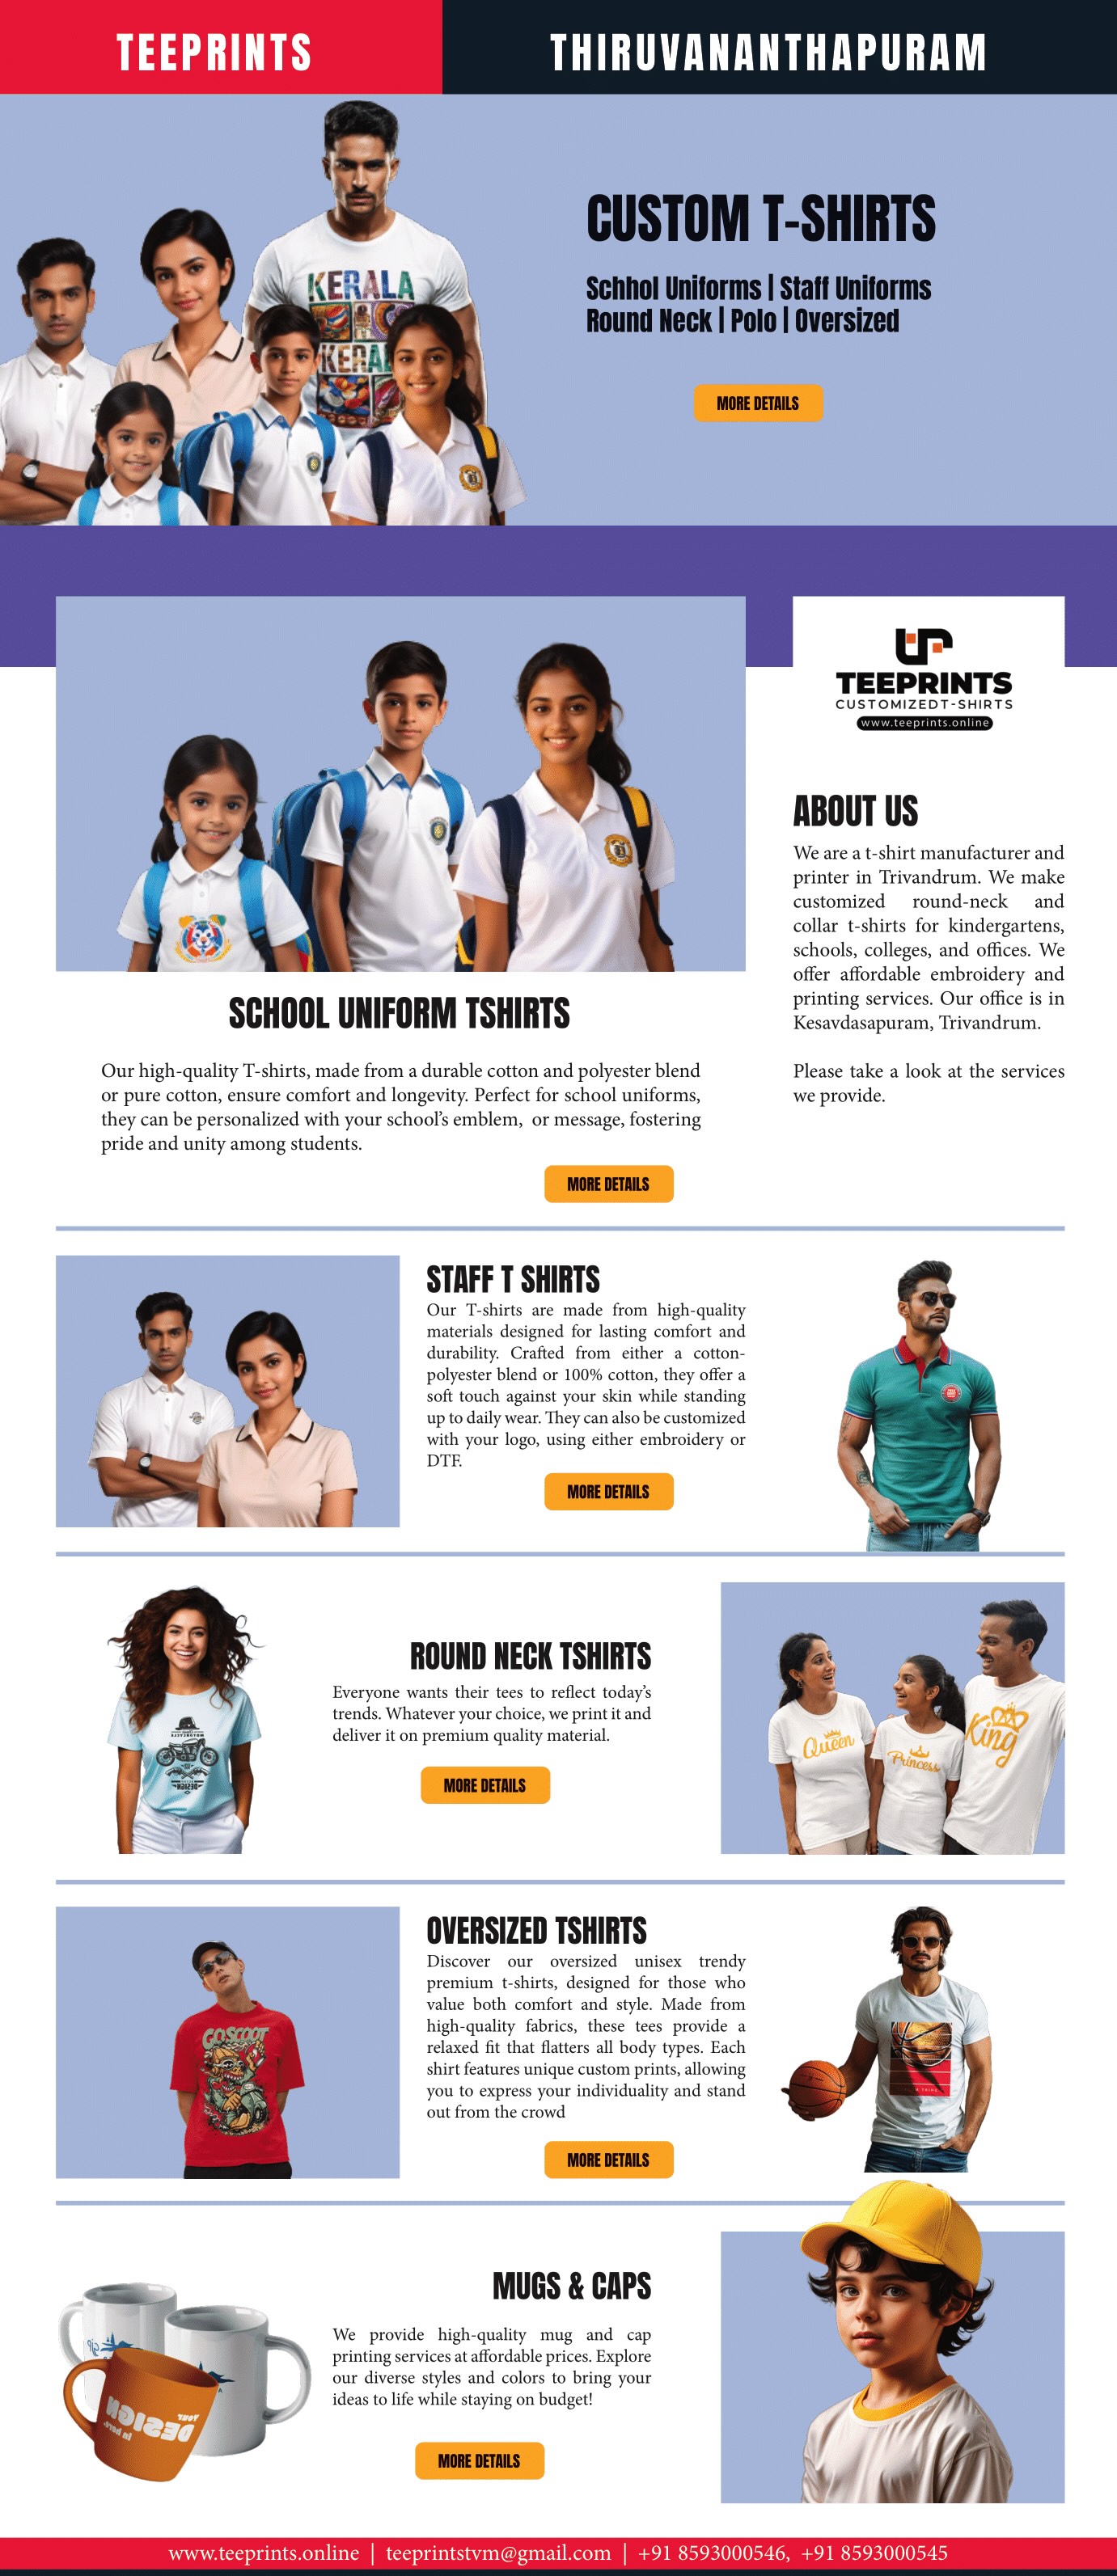 TEEPRINTS
THIRUVANANTHAPURAM
KERALA
KERALA
CUSTOM T-SHIRTS
Schhol Uniforms | Staff Uniforms
Round Neck | Polo | Oversized
MORE DETAILS
TEEPRINTS
CUSTOMIZEDT-SHIRTS
www.teeprints.online
ABOUT US
We are a t-shirt manufacturer and
printer in Trivandrum. We make
customized round-neck and
collar t-shirts for kindergartens,
schools, colleges, and offices. We
offer affordable embroidery and
printing services. Our office is in
Kesavdasapuram, Trivandrum.
Please take a look at the services
we provide.
SCHOOL UNIFORM TSHIRTS
Our high-quality T-shirts, made from a durable cotton and polyester blend
or pure cotton, ensure comfort and longevity. Perfect for school uniforms,
they can be personalized with your school's emblem, or message, fostering
pride and unity among students.
MORE DETAILS
STAFF T SHIRTS
Our T-shirts are made from high-quality
materials designed for lasting comfort and
durability. Crafted from either a cotton-
polyester blend or 100% cotton, they offer a
soft touch against your skin while standing
up to daily wear. They can also be customized
with your logo, using either embroidery or
DTF.
MORE DETAILS
ROUND NECK TSHIRTS
Everyone wants their tees to reflect today's
trends. Whatever your choice, we print it and
deliver it on premium quality material.
MORE DETAILS
Queen
Princess
King
OVERSIZED TSHIRTS
Discover our oversized unisex trendy
premium t-shirts, designed for those who
value both comfort and style. Made from
high-quality fabrics, these tees provide a
relaxed fit that flatters all body types. Each
shirt features unique custom prints, allowing
you to express your individuality and stand
out from the crowd
MORE DETAILS
GOSCOOT
MUGS & CAPS
We provide high-quality mug and cap
printing services at affordable prices. Explore
our diverse styles and colors to bring your
ideas to life while staying on budget!
MORE DETAILS
YOUR
DESIGN
is here.
www.teeprints.online | teeprintstvm@gmail.com | +91 8593000546, +91 8593000545